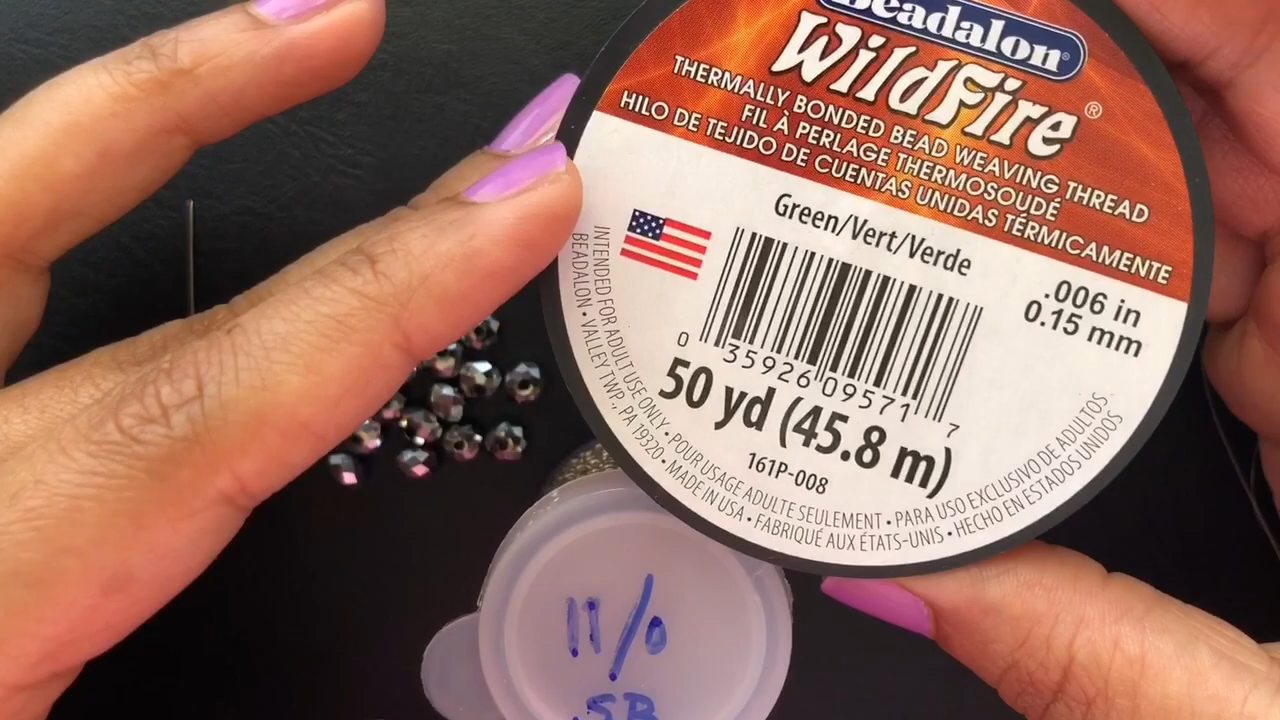 Beadalon®
WildFire®
THERMALLY BONDED BEAD WEAVING THREAD
FIL À PERLAGE THERMOSOUDÉ
HILO DE TEJIDO DE CUENTAS UNIDAS TÉRMICAMENTE
Green/Vert/Verde
.006 in
0.15 mm
0 35926 09571 7
50 yd (45.8 m)
161P-008
INTENDED FOR ADULT USE ONLY • POUR USAGE ADULTE SEULEMENT • PARA USO EXCLUSIVO DE ADULTOS
BEADALON • VALLEY TWP., PA 19320 • MADE IN USA • FABRIQUÉ AUX ÉTATS-UNIS • HECHO EN ESTADOS UNIDOS
11/0
SB